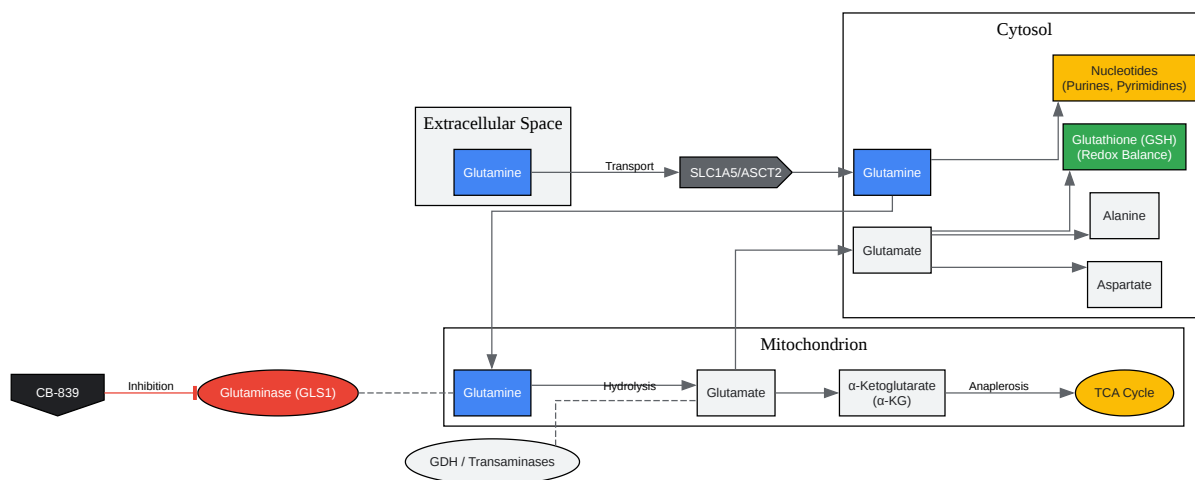 Cytosol
Nucleotides
(Purines, Pyrimidines)
Extracellular Space
Glutathione (GSH)
(Redox Balance)
Glutamine
Transport
SLC1A5/ASCT2
Glutamine
Alanine
Glutamate
Aspartate
Mitochondrion
CB-839
Inhibition
Glutaminase (GLS1)
Glutamine
Hydrolysis
Glutamate
α-Ketoglutarate
(α-KG)
Anaplerosis
TCA Cycle
GDH / Transaminases